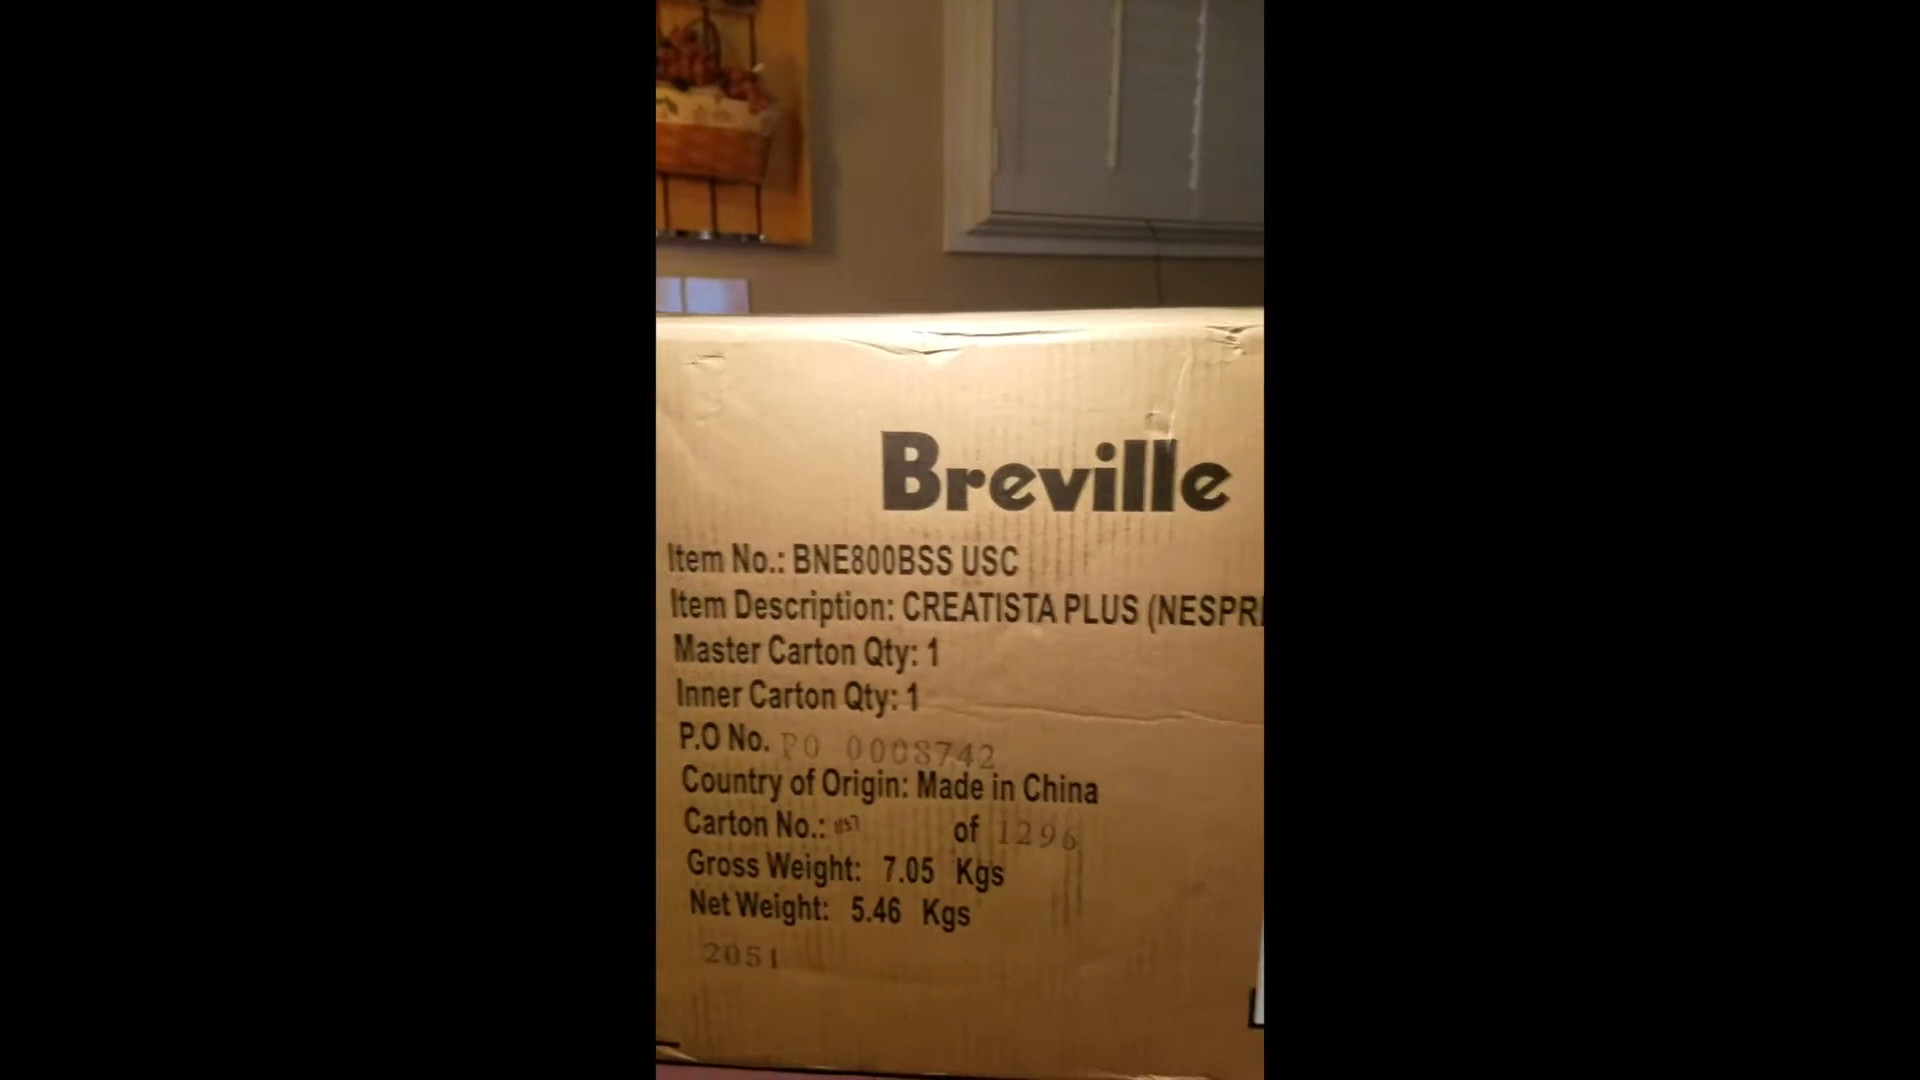 Breville
Item No.: BNE800BSS USC
Item Description: CREATISTA PLUS (NESPR
Master Carton Qty: 1
Inner Carton Qty: 1
P.O No. PO 0008742
Country of Origin: Made in China
Carton No.: of 1296
Gross Weight: 7.05 Kgs
Net Weight: 5.46 Kgs
2051